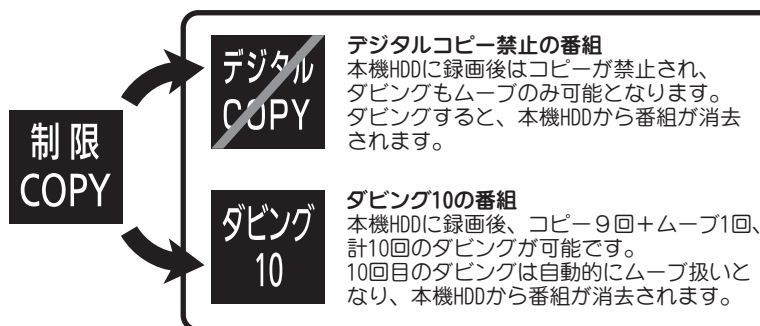 制限
COPY
デジタル
COPY
デジタルコピー禁止の番組
本機HDDに録画後はコピーが禁止され、
ダビングもムーブのみ可能となります。
ダビングすると、本機HDDから番組が消去
されます。
ダビング
10
ダビング10の番組
本機HDDに録画後、コピー９回＋ムーブ1回、
計10回のダビングが可能です。
10回目のダビングは自動的にムーブ扱いと
なり、本機HDDから番組が消去されます。